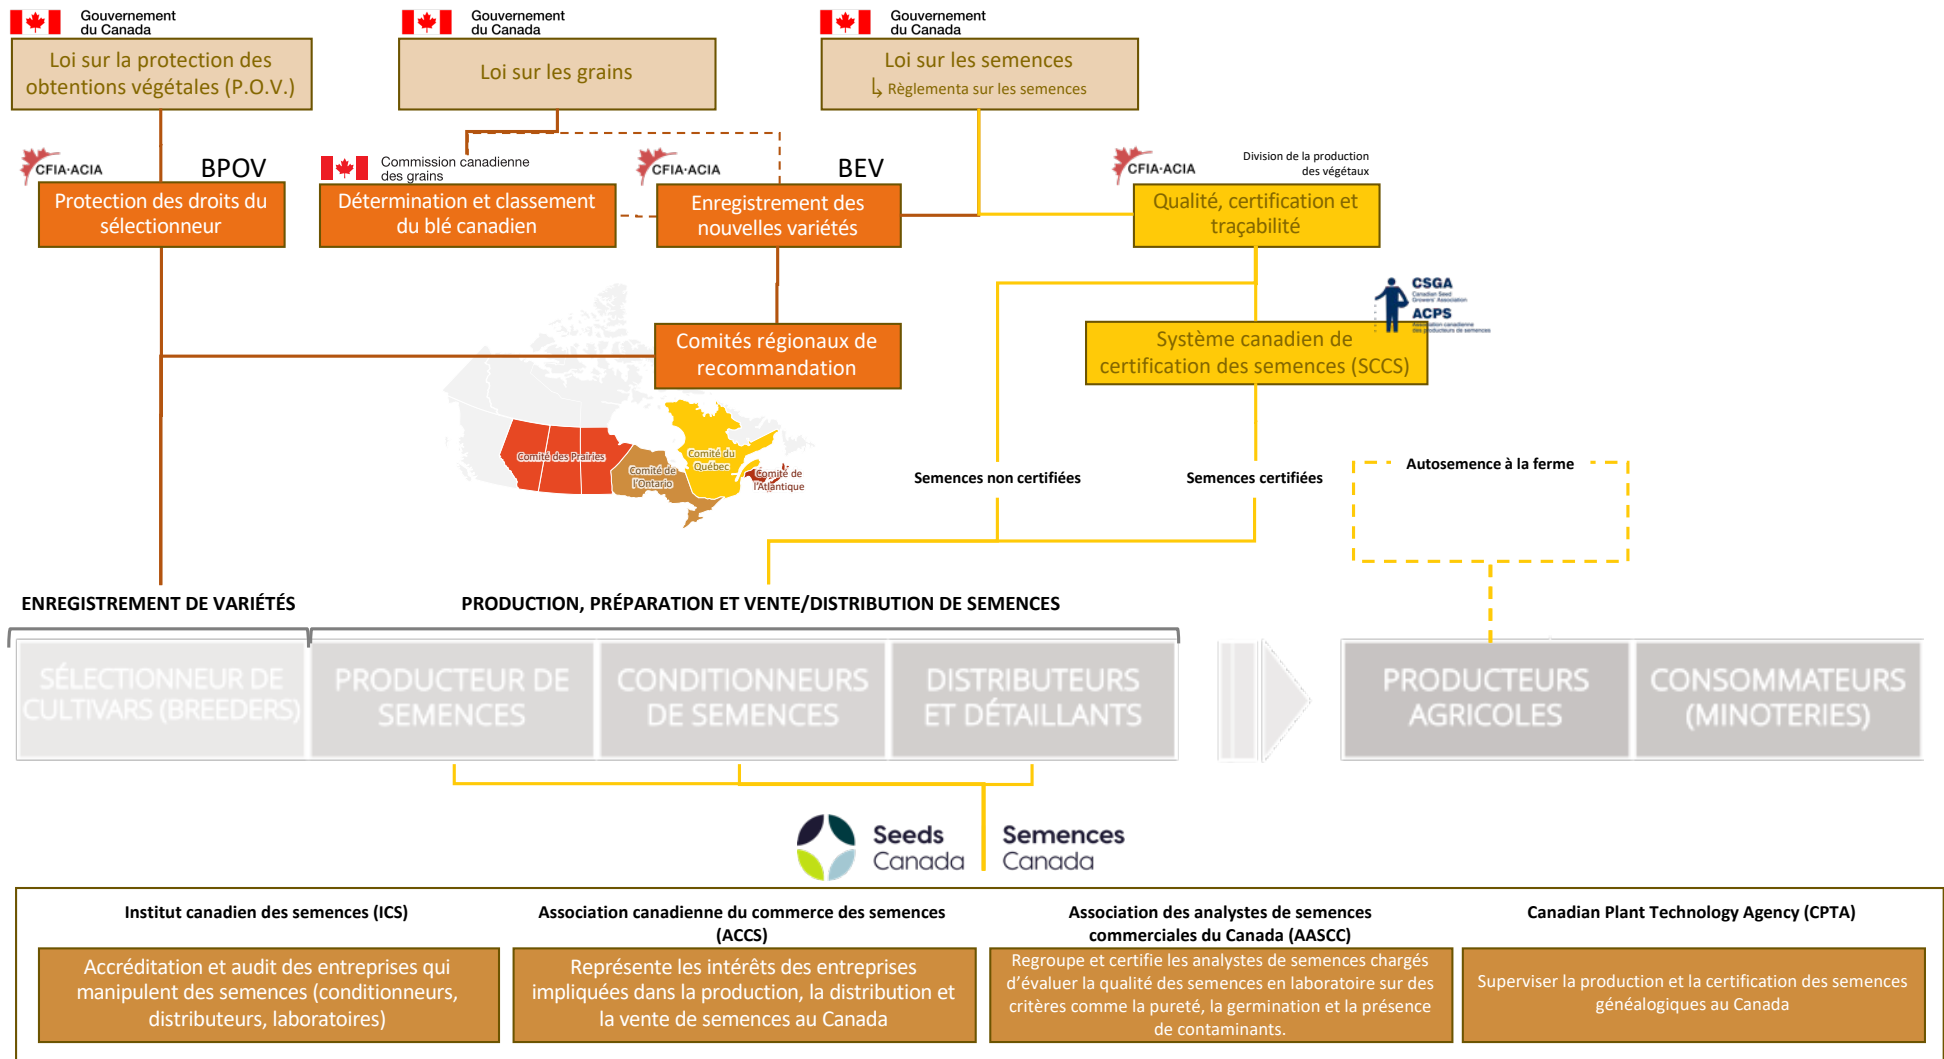 Gouvernement
du Canada
Gouvernement
du Canada
Gouvernement
du Canada
Loi sur la protection des
obtentions végétales (P.O.V.)
Loi sur les grains
Loi sur les semences
↳ Règlementa sur les semences
CFIA·ACIA
BPOV
Commission canadienne
des grains
CFIA·ACIA
BEV
CFIA·ACIA
Division de la production
des végétaux
Protection des droits du
sélectionneur
Détermination et classement
du blé canadien
Enregistrement des
nouvelles variétés
Qualité, certification et
traçabilité
CSGA
Canadian Seed
Growers' Association
ACPS
Association canadienne
des producteurs de semences
Comités régionaux de
recommandation
Système canadien de
certification des semences (SCCS)
Comité des Prairies
Comité de
l'Ontario
Comité du
Québec
Comité de
l'Atlantique
Semences non certifiées
Semences certifiées
Autosemence à la ferme
ENREGISTREMENT DE VARIÉTÉS
PRODUCTION, PRÉPARATION ET VENTE/DISTRIBUTION DE SEMENCES
SÉLECTIONNEUR DE
CULTIVARS (BREEDERS)
PRODUCTEUR DE
SEMENCES
CONDITIONNEURS
DE SEMENCES
DISTRIBUTEURS
ET DÉTAILLANTS
PRODUCTEURS
AGRICOLES
CONSOMMATEURS
(MINOTERIES)
Seeds
Canada
Semences
Canada
Institut canadien des semences (ICS)
Accréditation et audit des entreprises qui
manipulent des semences (conditionneurs,
distributeurs, laboratoires)
Association canadienne du commerce des semences
(ACCS)
Représente les intérêts des entreprises
impliquées dans la production, la distribution et
la vente de semences au Canada
Association des analystes de semences
commerciales du Canada (AASCC)
Regroupe et certifie les analystes de semences chargés
d'évaluer la qualité des semences en laboratoire sur des
critères comme la pureté, la germination et la présence
de contaminants.
Canadian Plant Technology Agency (CPTA)
Superviser la production et la certification des semences
généalogiques au Canada